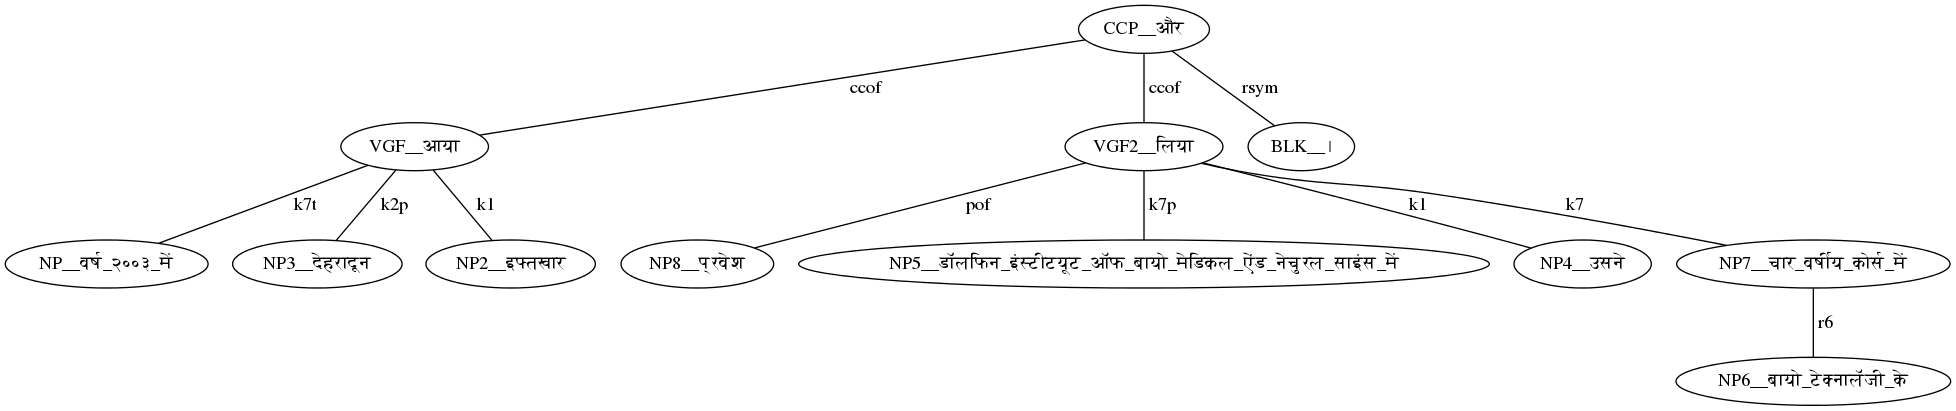 CCP__और
ccof ccof rsym
VGF__आया VGF2__लिया BLK__।
k7t k2p k1 pof k7p k1 k7
NP__वर्ष_२००३_में NP3__देहरादून NP2__इफ्तखार NP8__प्रवेश NP5__डॉलफिन_इंस्टीटयूट_ऑफ_बायो_मेडिकल_ऐंड_नेचुरल_साइंस_में NP4__उसने NP7__चार_वर्षीय_कोर्स_में
r6
NP6__बायो_टेक्नालॅजी_के